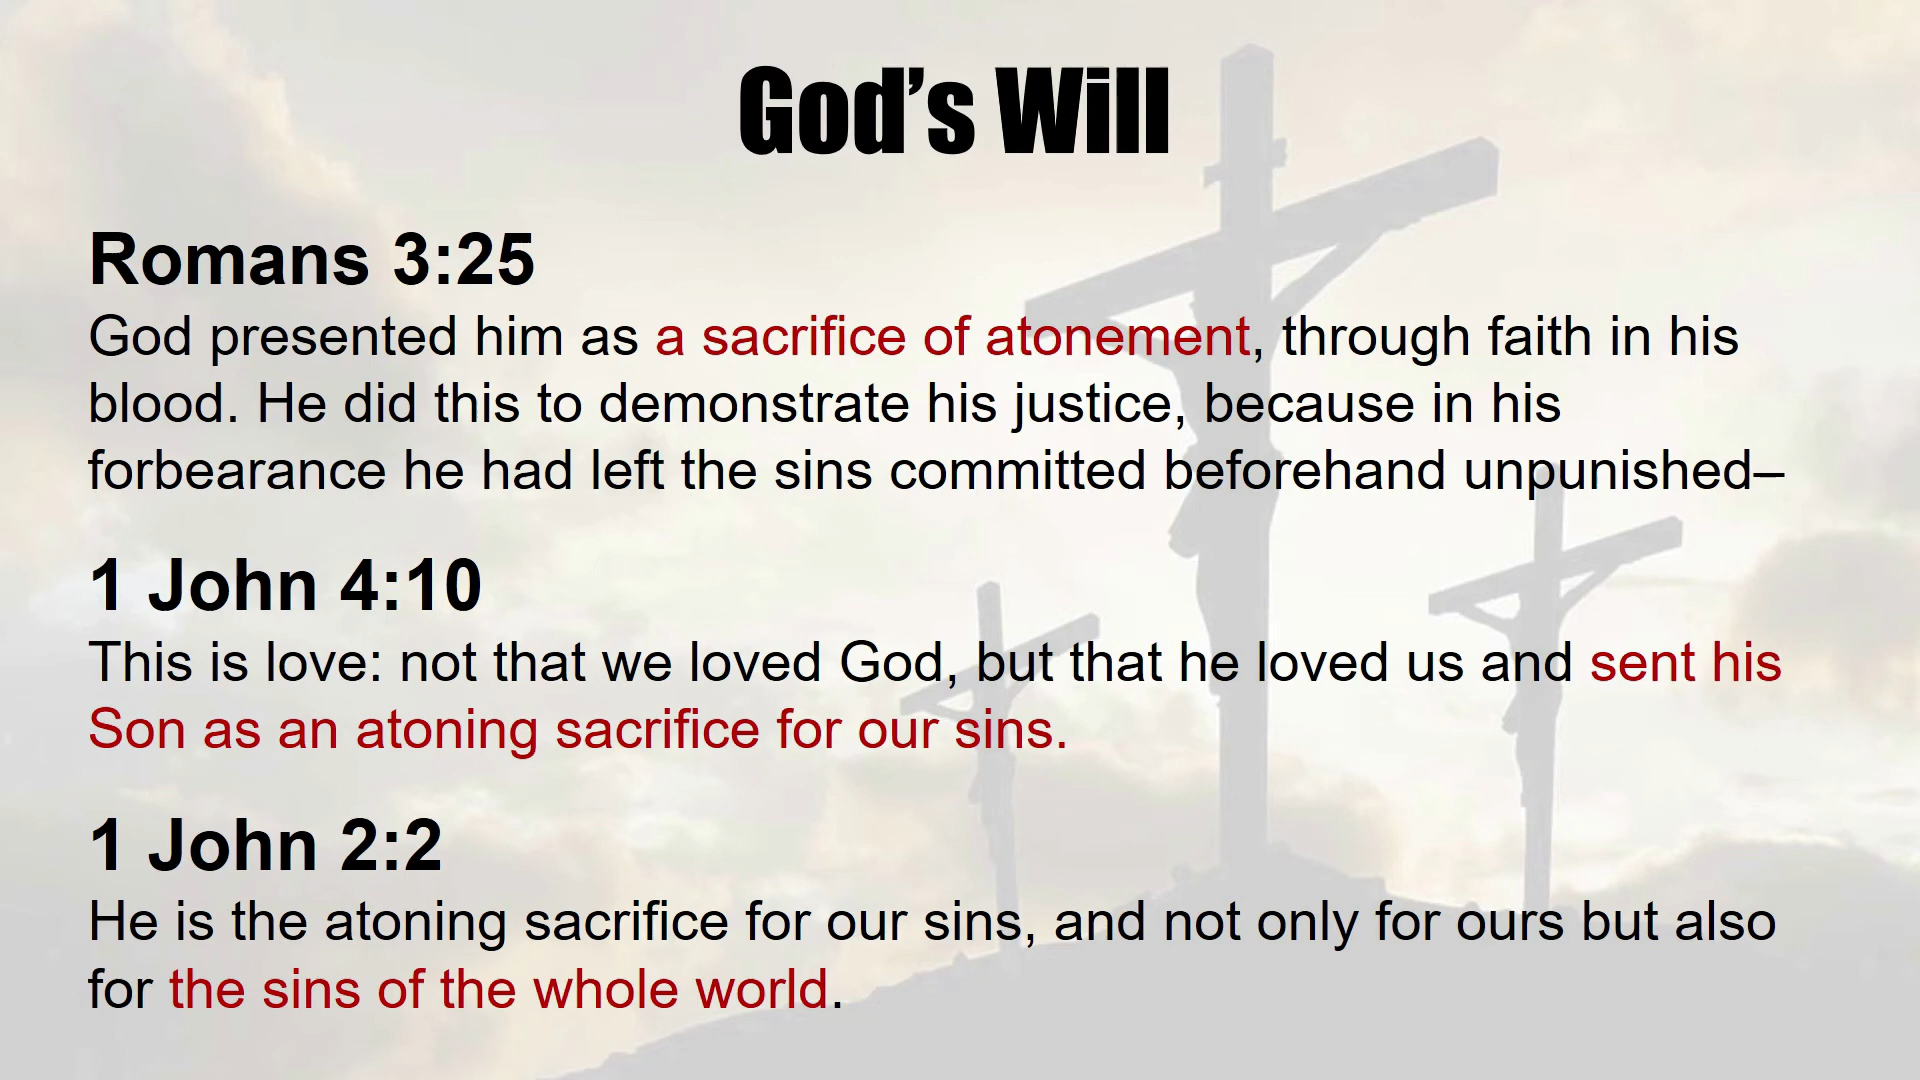 God’s Will
Romans 3:25
God presented him as a sacrifice of atonement, through faith in his
blood. He did this to demonstrate his justice, because in his
forbearance he had left the sins committed beforehand unpunished–
1 John 4:10
This is love: not that we loved God, but that he loved us and sent his
Son as an atoning sacrifice for our sins.
1 John 2:2
He is the atoning sacrifice for our sins, and not only for ours but also
for the sins of the whole world.